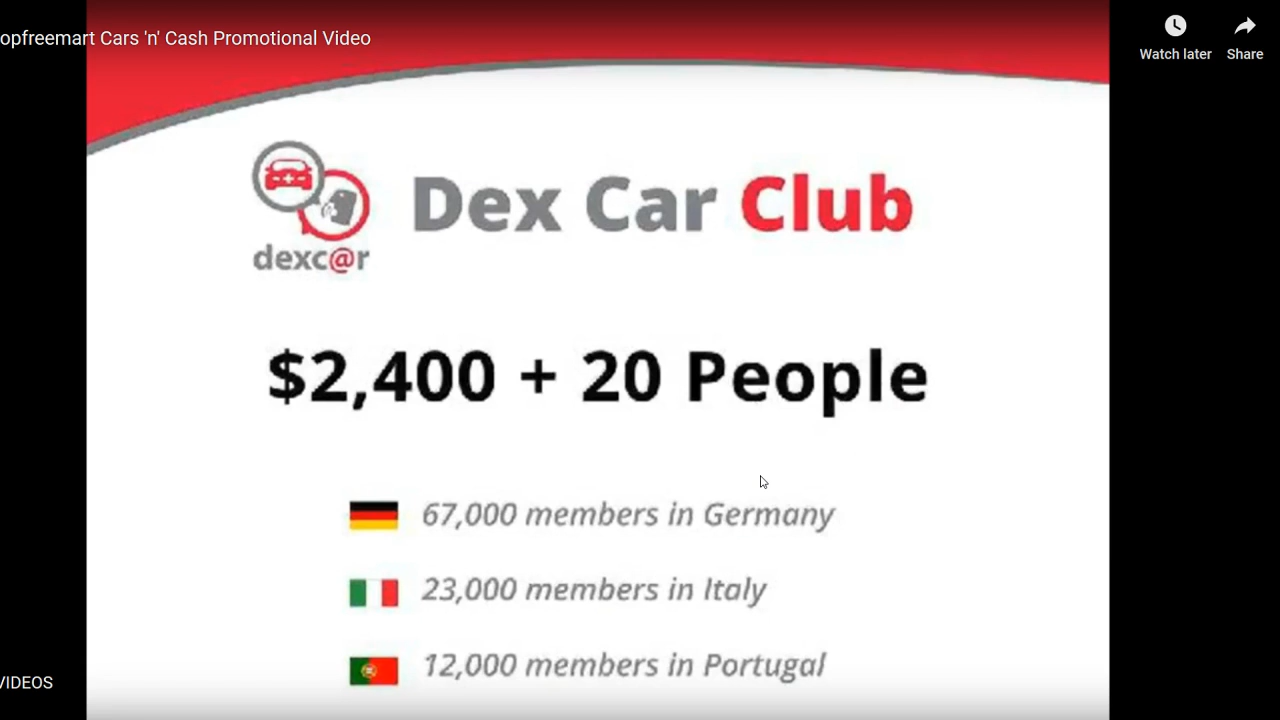 opfreemart Cars 'n' Cash Promotional Video
Watch later
Share
dexc@r
Dex Car Club
$2,400 + 20 People
67,000 members in Germany
23,000 members in Italy
12,000 members in Portugal
VIDEOS